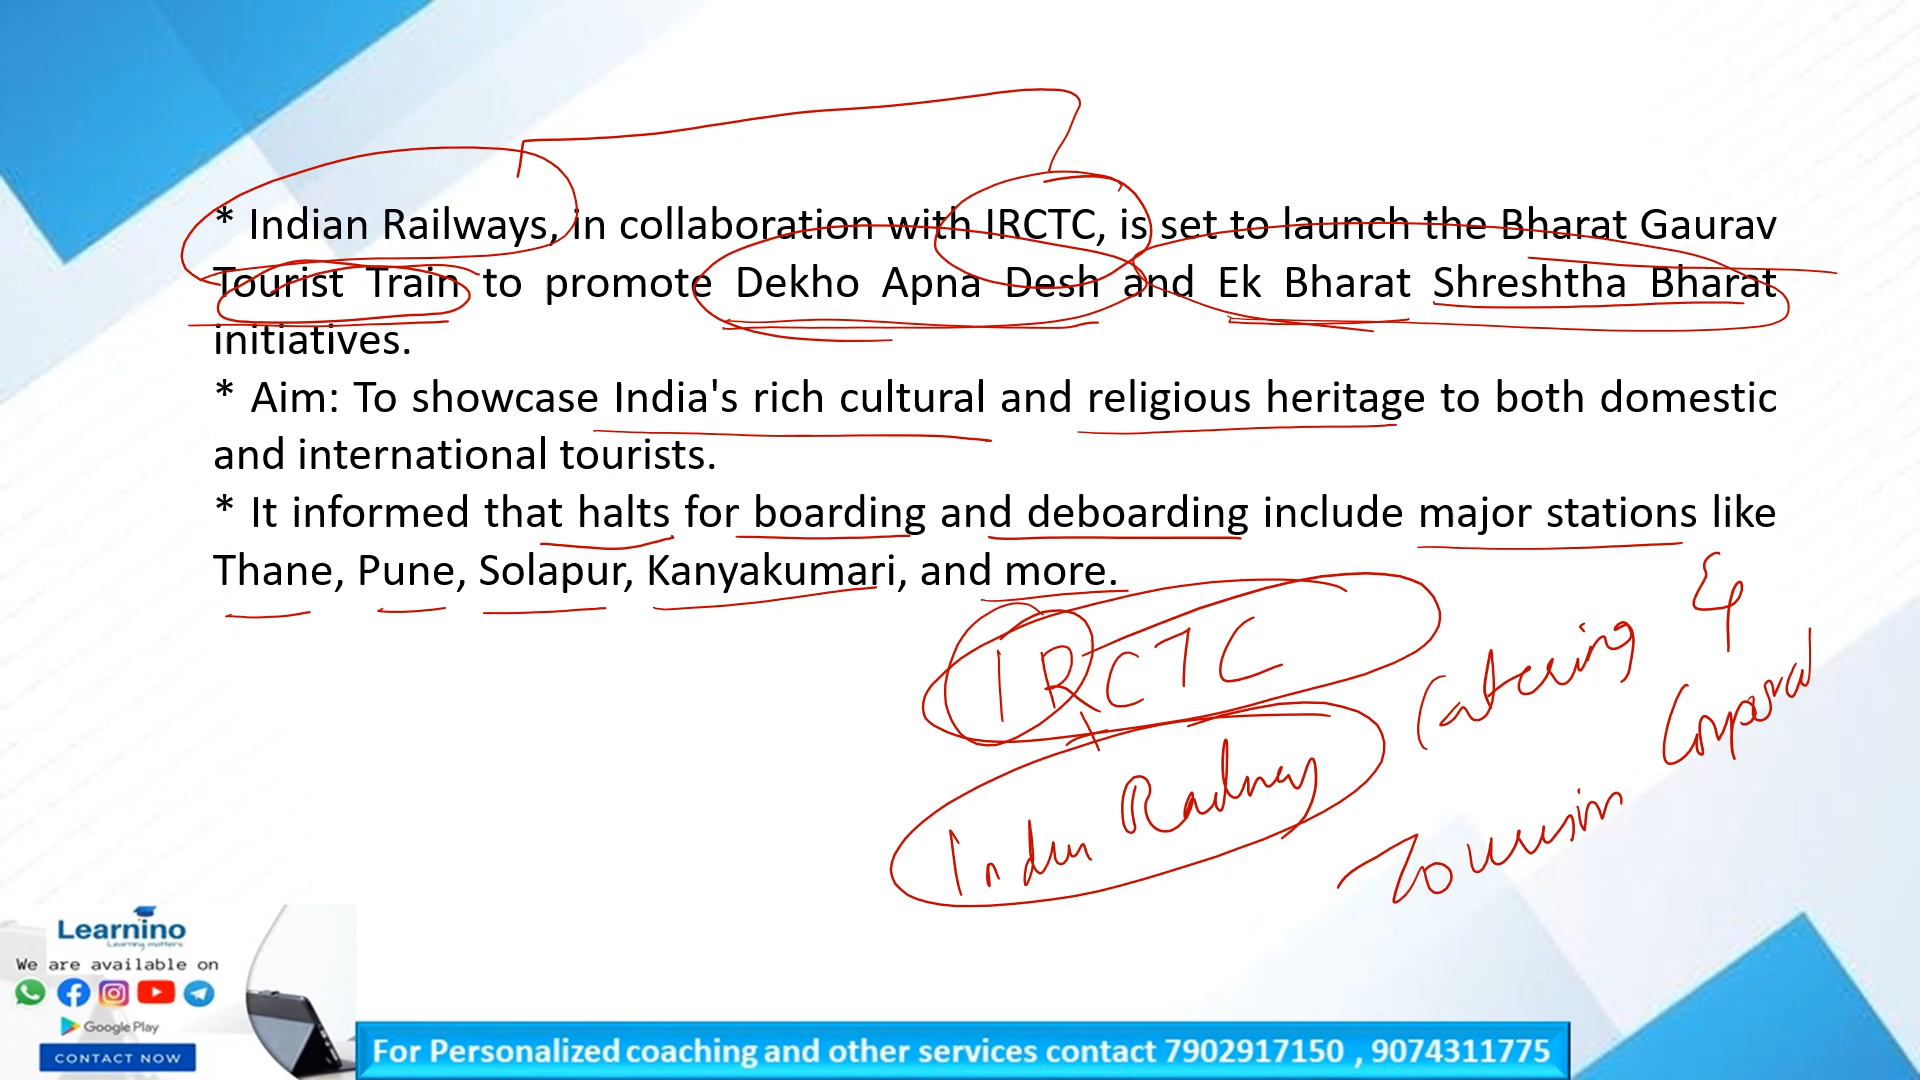 * Indian Railways, in collaboration with IRCTC, is set to launch the Bharat Gaurav
Tourist Train to promote Dekho Apna Desh and Ek Bharat Shreshtha Bharat
initiatives.
* Aim: To showcase India's rich cultural and religious heritage to both domestic
and international tourists.
* It informed that halts for boarding and deboarding include major stations like
Thane, Pune, Solapur, Kanyakumari, and more.
IRCTC
Catering &
Railway
Tourism
Learnino
Learning matters
We are available on
Google Play
CONTACT NOW
For Personalized coaching and other services contact 7902917150 , 9074311775